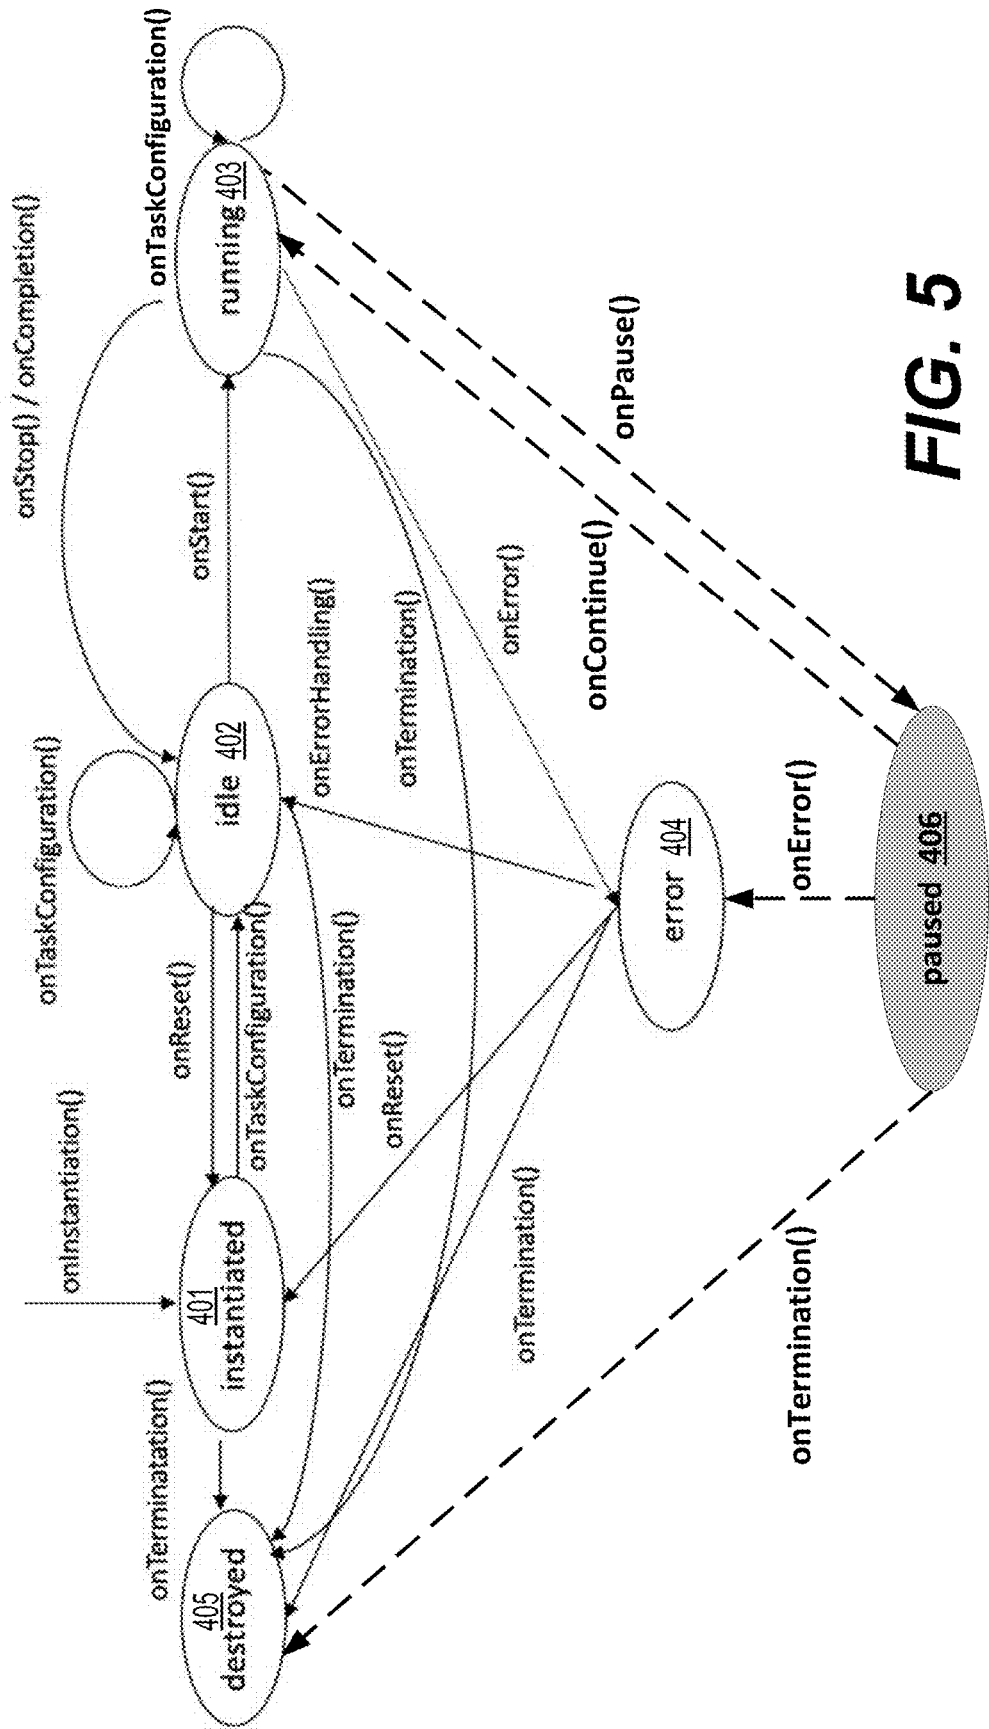 onStop() / onCompletion()
onTaskConfiguration()
onInstantiation()
onTaskConfiguration()
onTerminatation()
onReset()
onStart()
405
destroyed
401
instantiated
idle 402
running 403
onTaskConfiguration()
onErrorHandling()
onTermination()
onTermination()
onReset()
onError()
onTermination()
onContinue()
onPause()
error 404
onError()
onTermination()
paused 406
FIG. 5